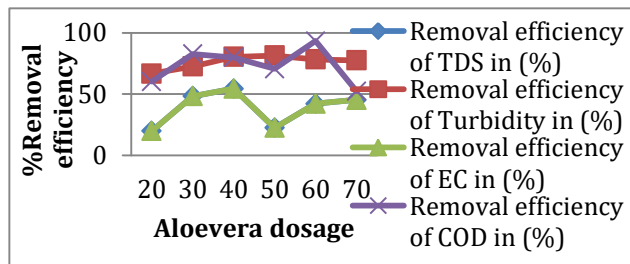 %Removal
efficiency
100
50
0
20 30 40 50 60 70
Aloevera dosage
Removal efficiency
of TDS in (%)
Removal efficiency
of Turbidity in (%)
Removal efficiency
of EC in (%)
Removal efficiency
of COD in (%)